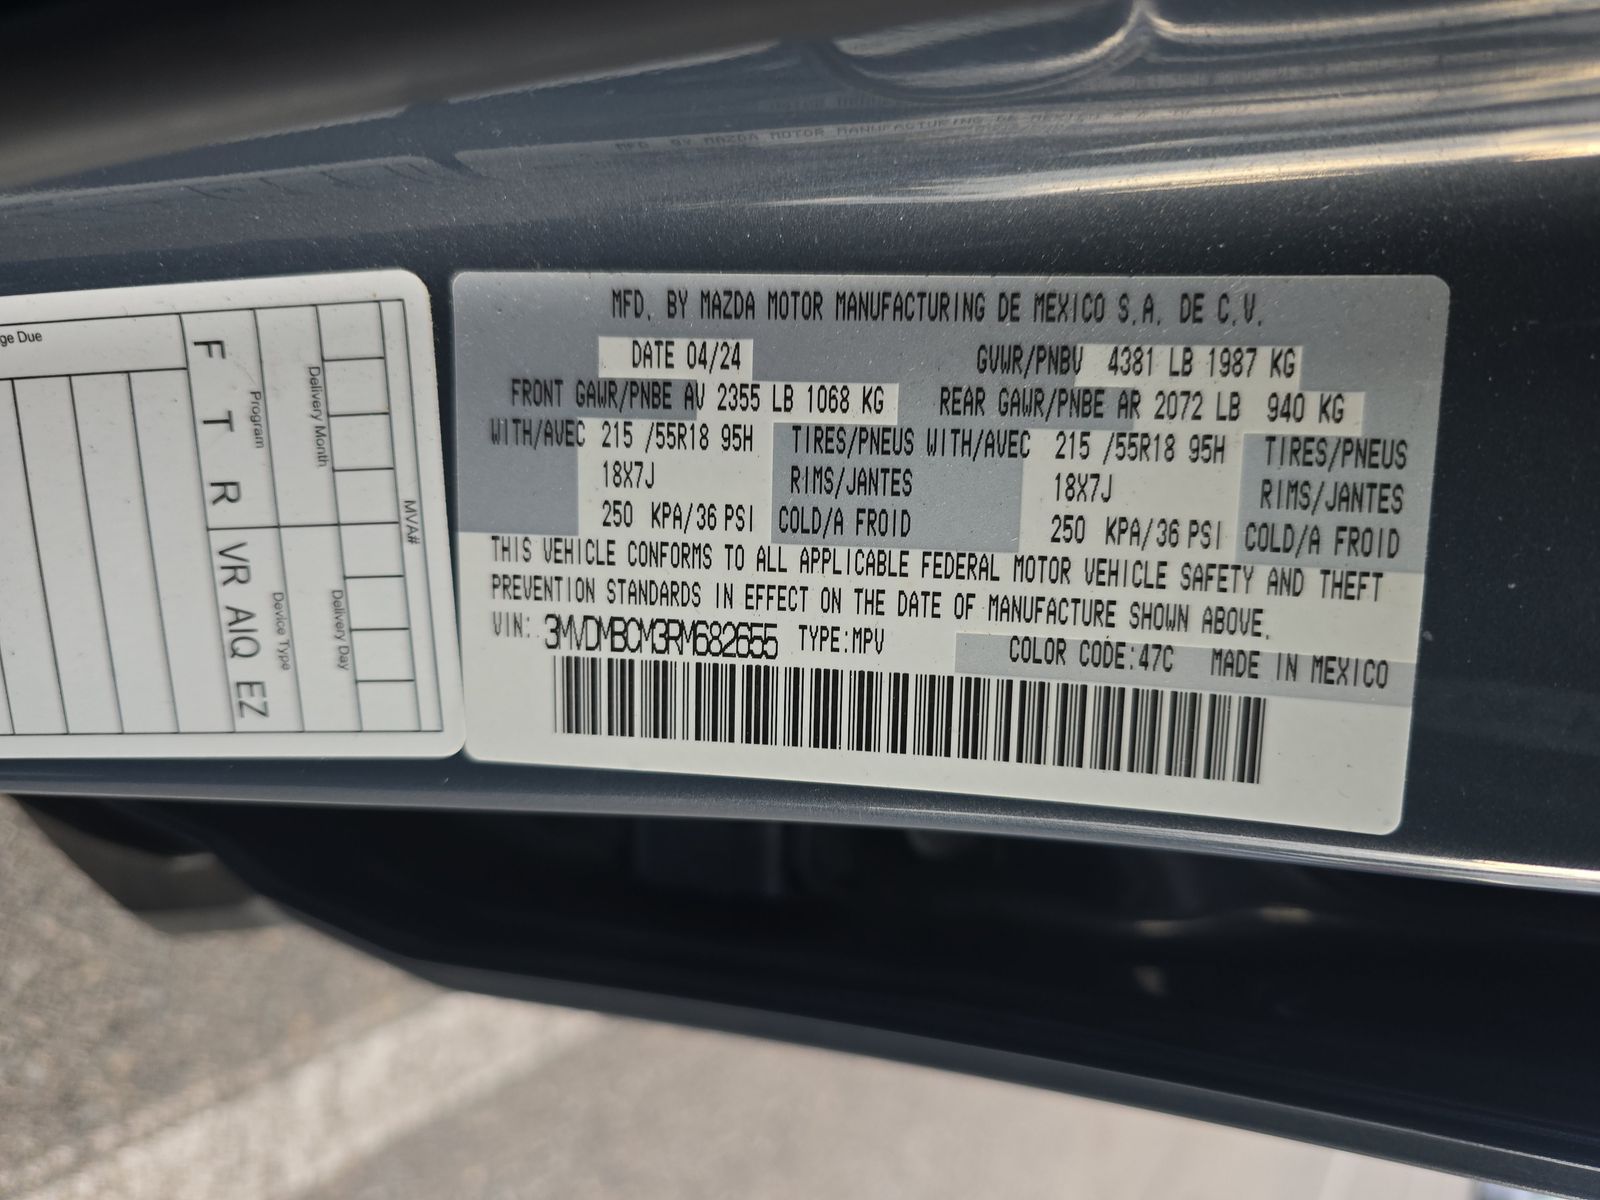 MFD. BY MAZDA MOTOR MANUFACTURING DE MEXICO S.A. DE C.V.
DATE 04/24 GVWR/PNBV 4381 LB 1987 KG
FRONT GAWR/PNBE AV 2355 LB 1068 KG REAR GAWR/PNBE AR 2072 LB 940 KG
WITH/AVEC 215 /55R18 95H TIRES/PNEUS WITH/AVEC 215 /55R18 95H TIRES/PNEUS
18X7J RIMS/JANTES 18X7J RIMS/JANTES
250 KPA/36 PSI COLD/A FROID 250 KPA/36 PSI COLD/A FROID
THIS VEHICLE CONFORMS TO ALL APPLICABLE FEDERAL MOTOR VEHICLE SAFETY AND THEFT
PREVENTION STANDARDS IN EFFECT ON THE DATE OF MANUFACTURE SHOWN ABOVE.
VIN: 3MVDMBCM3RM682655 TYPE:MPV
COLOR CODE:47C MADE IN MEXICO
MVA#
Delivery Month Delivery Day
Program Device Type
F T R VR AIQ EZ
Due